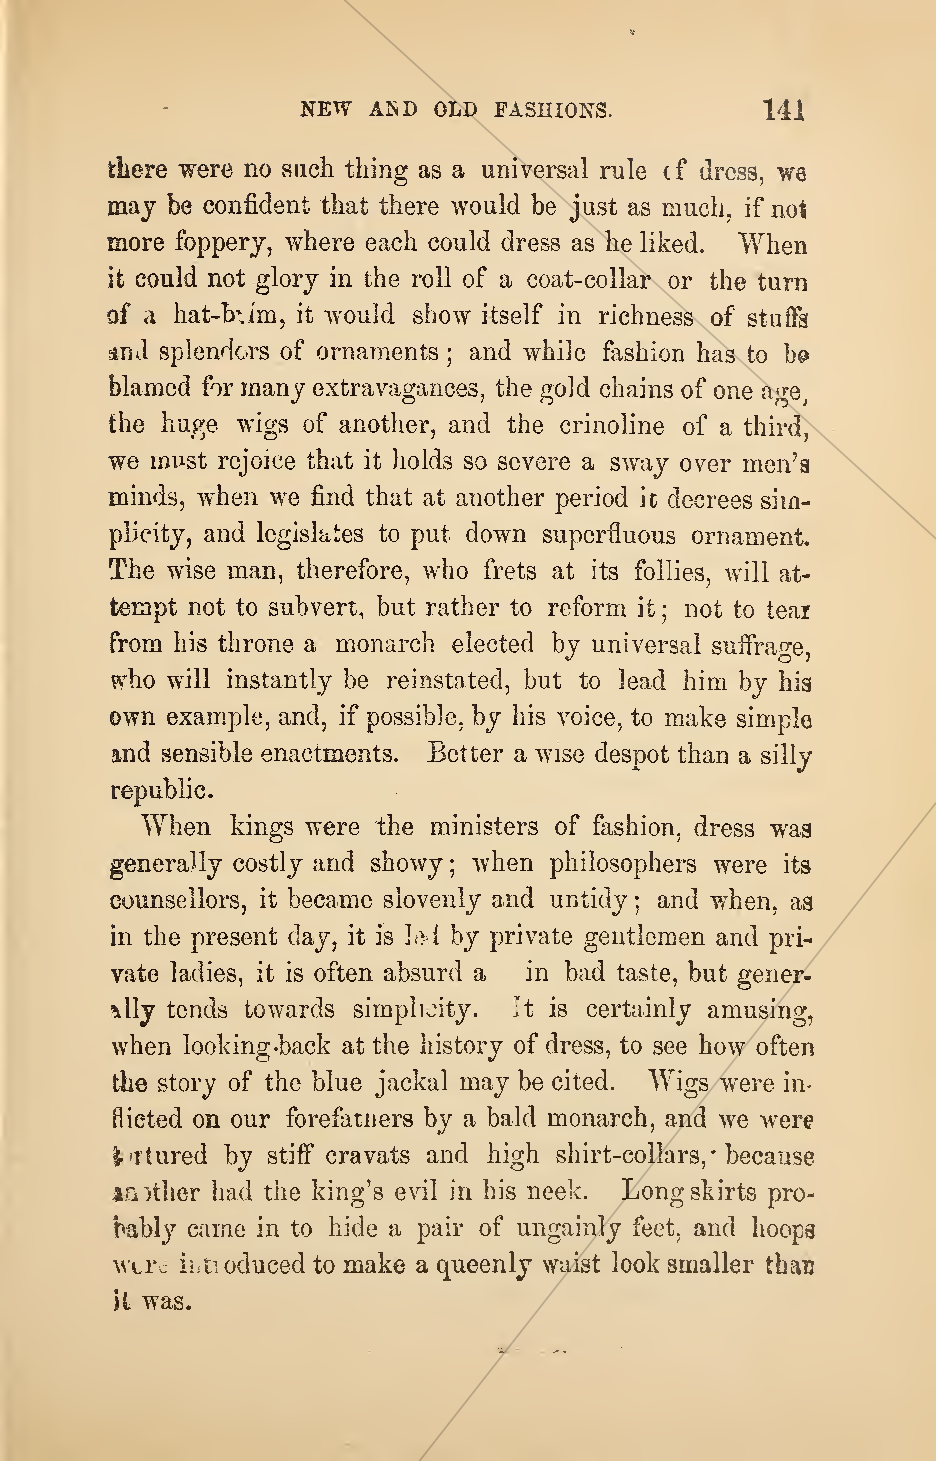 NEW AND OLD FASHIONS. 141
there were no such thing as a universal rule of dress, we
may be confident that there would be just as much, if not
more foppery, where each could dress as he liked. When
it could not glory in the roll of a coat-collar or the turn
of a hat-brim, it would show itself in richness of stuffs
and splendors of ornaments; and while fashion has to be
blamed for many extravagances, the gold chains of one age,
the huge wigs of another, and the crinoline of a third,
we must rejoice that it holds so severe a sway over men's
minds, when we find that at another period it decrees sim-
plicity, and legislates to put down superfluous ornament.
The wise man, therefore, who frets at its follies, will at-
tempt not to subvert, but rather to reform it; not to tear
from his throne a monarch elected by universal suffrage,
who will instantly be reinstated, but to lead him by his
own example, and, if possible, by his voice, to make simple
and sensible enactments. Better a wise despot than a silly
republic.
When kings were the ministers of fashion, dress was
generally costly and showy; when philosophers were its
counsellors, it became slovenly and untidy; and when, as
in the present day, it is led by private gentlemen and pri-
vate ladies, it is often absurd a in bad taste, but gener-
ally tends towards simplicity. It is certainly amusing,
when looking-back at the history of dress, to see how often
the story of the blue jackal may be cited. Wigs were in-
flicted on our forefathers by a bald monarch, and we were
tortured by stiff cravats and high shirt-collars, because
another had the king's evil in his neck. Long skirts pro-
bably came in to hide a pair of ungainly feet, and hoops
were introduced to make a queenly waist look smaller than
it was.